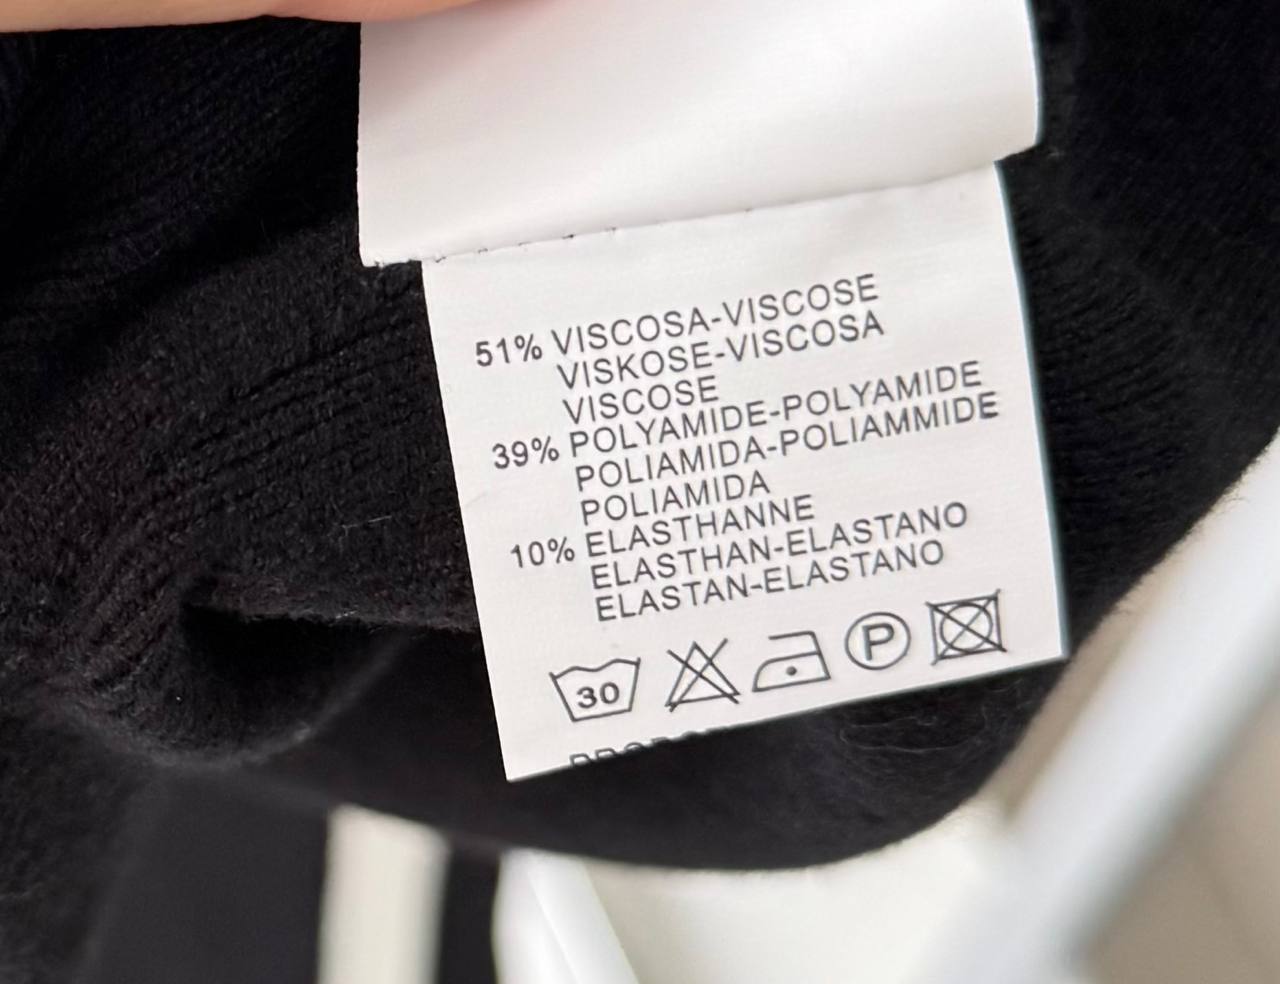 51% VISCOSA-VISCOSE
VISKOSE-VISCOSA
VISCOSE
39% POLYAMIDE-POLYAMIDE
POLIAMIDA-POLIAMMIDE
POLIAMIDA
10% ELASTHANNE
ELASTHAN-ELASTANO
ELASTAN-ELASTANO
30 P